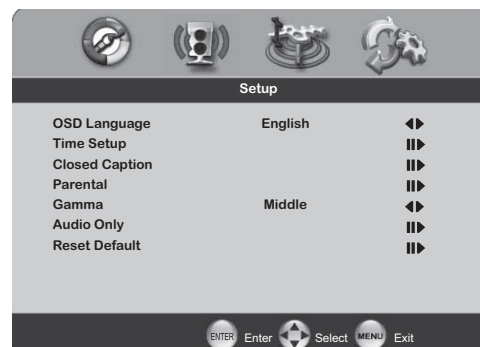 Setup
OSD Language English
Time Setup
Closed Caption
Parental
Gamma Middle
Audio Only
Reset Default
ENTER Enter Select MENU Exit